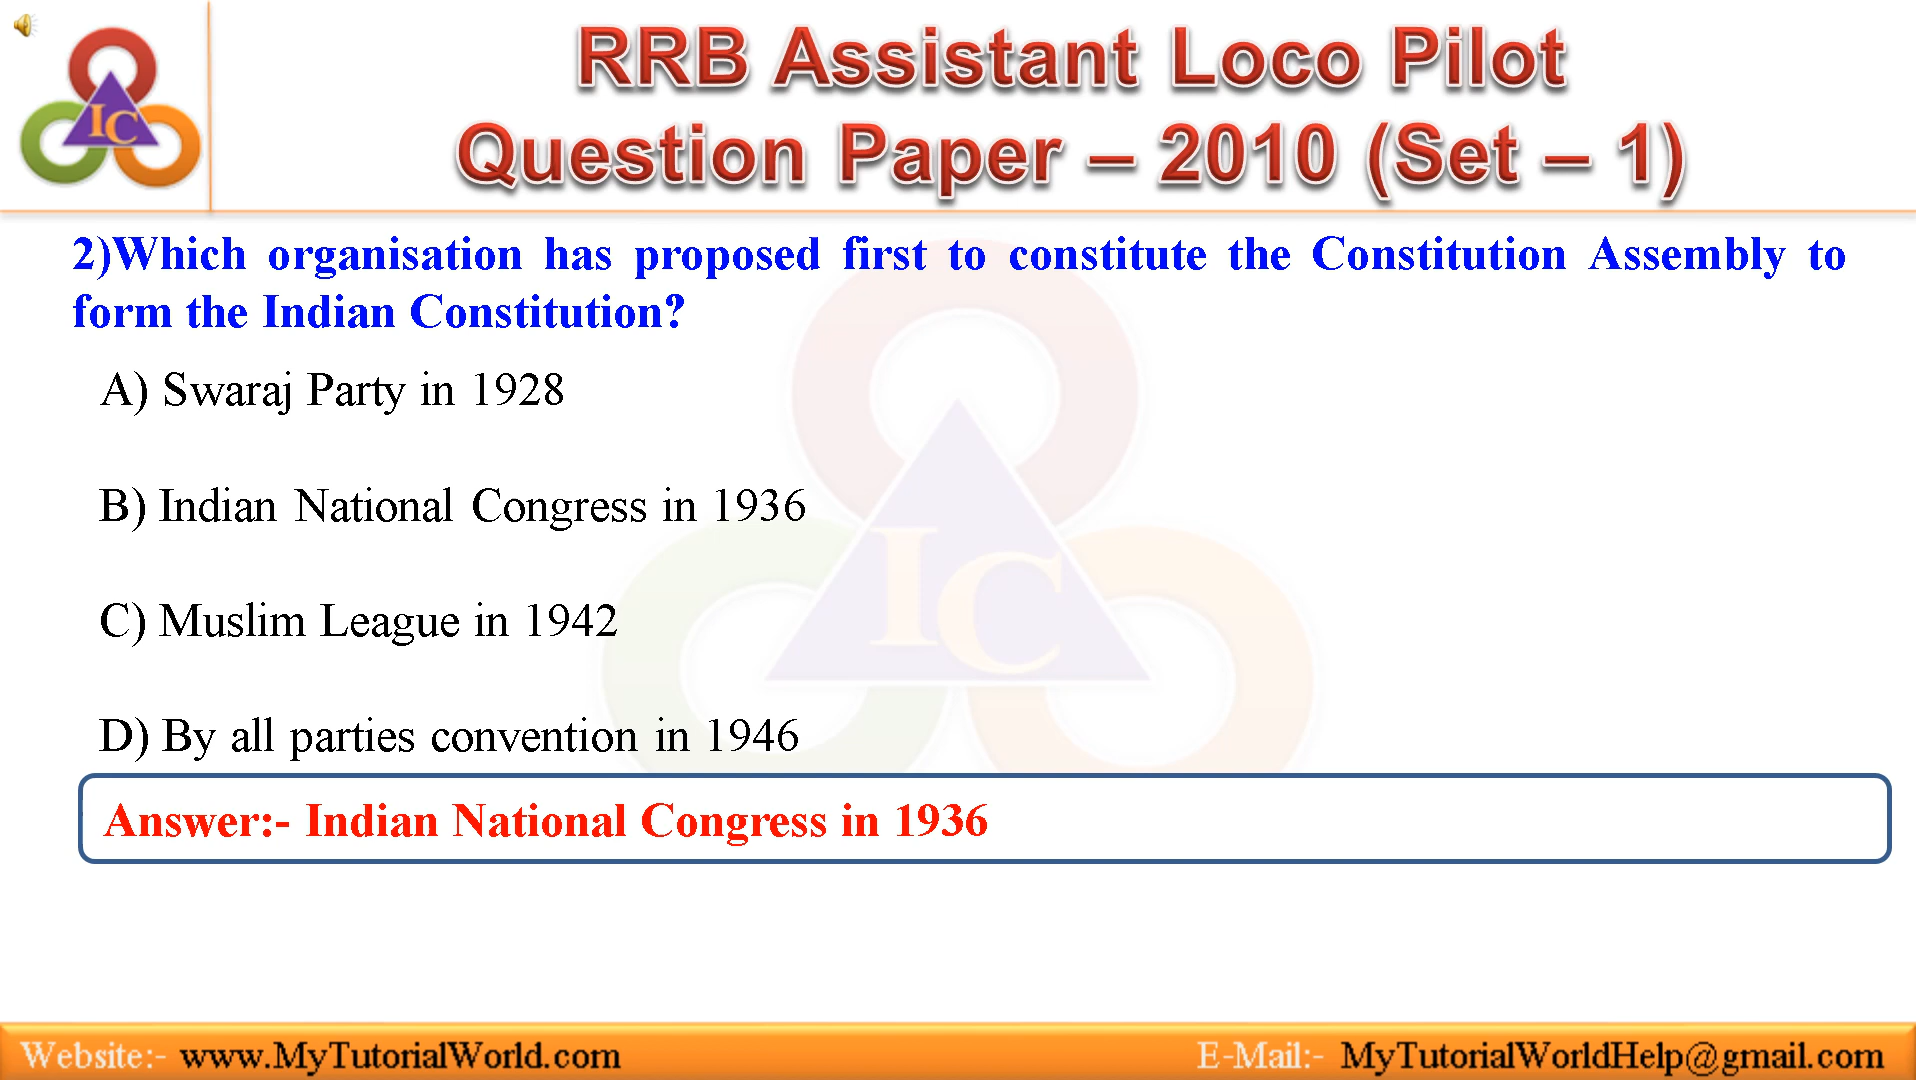 RRB Assistant Loco Pilot
Question Paper – 2010 (Set – 1)
IC
2)Which organisation has proposed first to constitute the Constitution Assembly to
form the Indian Constitution?
A) Swaraj Party in 1928
B) Indian National Congress in 1936
IC
C) Muslim League in 1942
D) By all parties convention in 1946
Answer:- Indian National Congress in 1936
Website:- www.MyTutorialWorld.com E-Mail:- MyTutorialWorldHelp@gmail.com